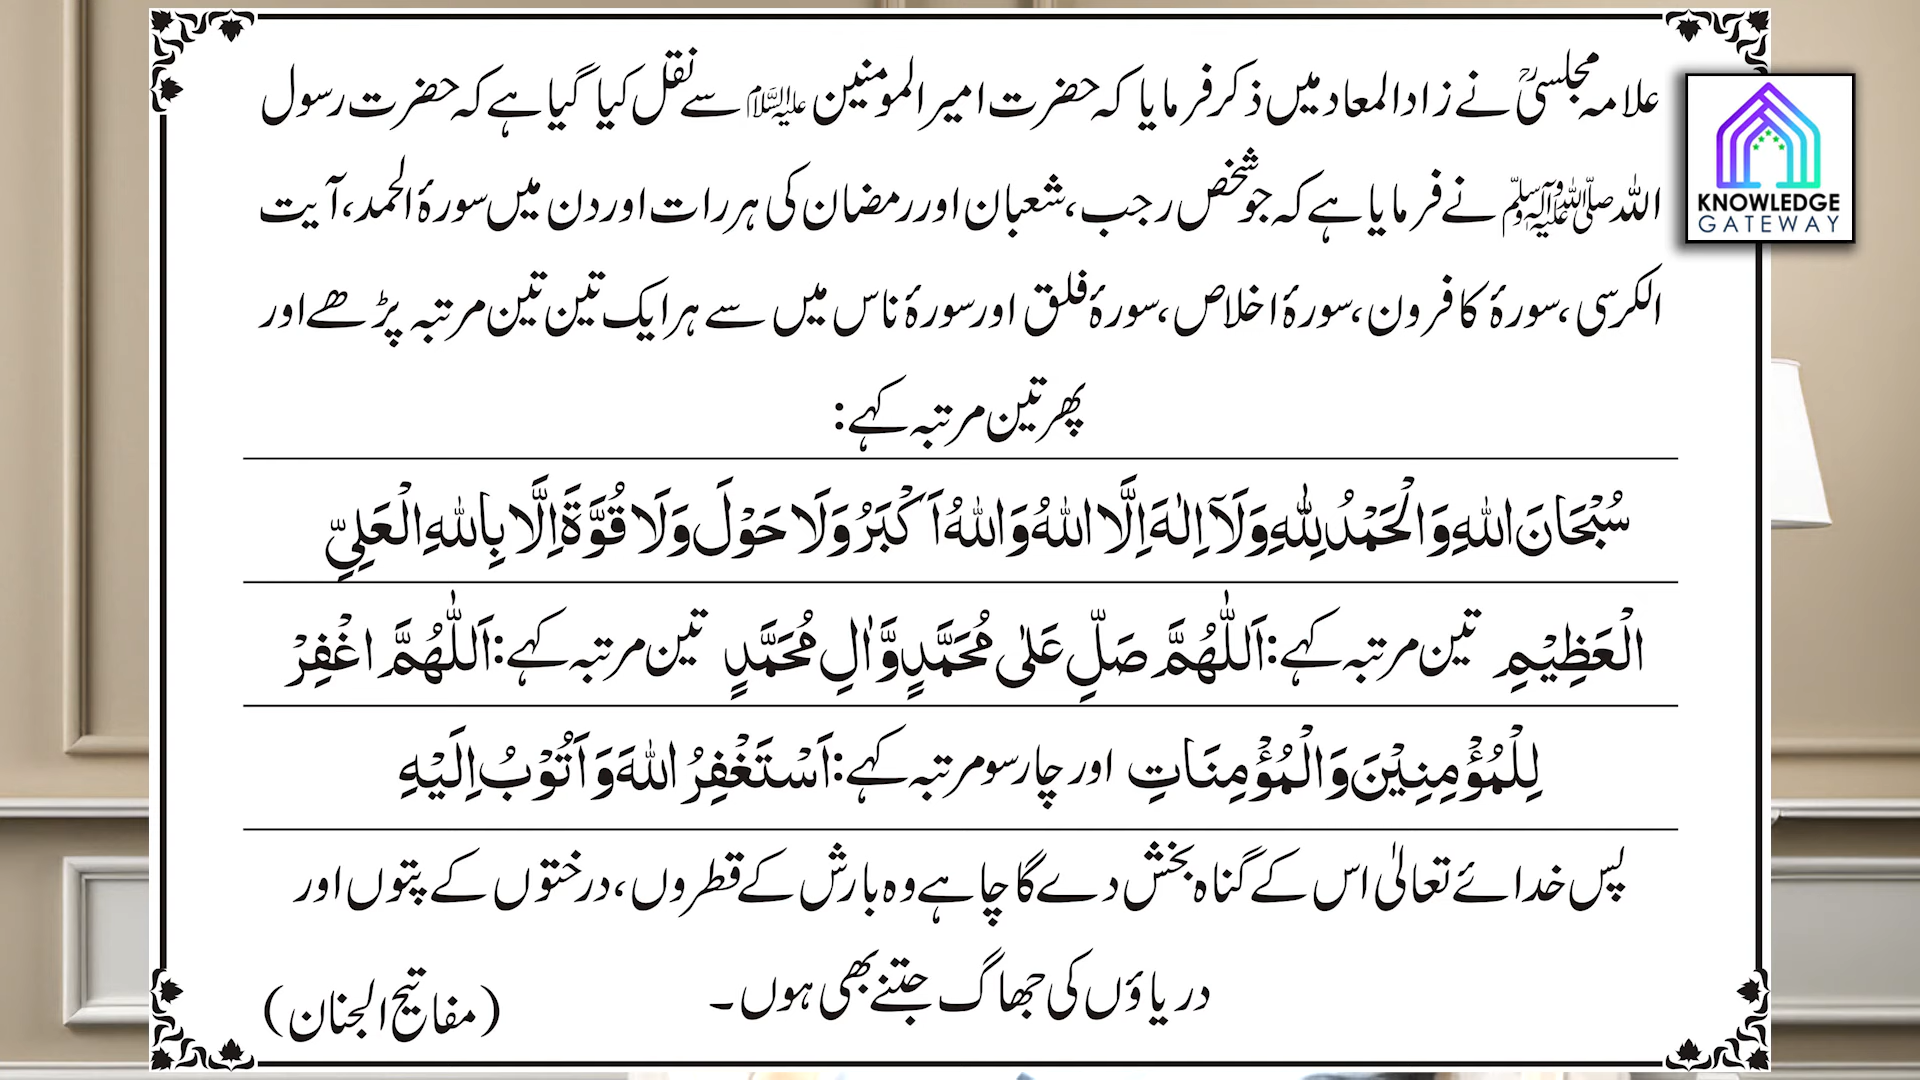 علامہ مجلسیؒ نے زاد المعاد میں ذکر فرمایا کہ حضرت امیر المومنین علیہ السلام سے نقل کیا گیا ہے کہ حضرت رسول
اللہ صلی اللہ علیہ وآلہ وسلم نے فرمایا ہے کہ جو شخص رجب، شعبان اور رمضان کی ہر رات اور دن میں سورۂ الحمد، آیت
الکرسی، سورۂ کافرون، سورۂ اخلاص، سورۂ فلق اور سورۂ ناس میں سے ہر ایک تین تین مرتبہ پڑھے اور
پھر تین مرتبہ کہے:
سُبْحَانَ اللهِ وَالْحَمْدُ لِلّٰهِ وَلَآ اِلٰهَ اِلَّا اللهُ وَاللهُ اَكْبَرُ وَلَا حَوْلَ وَلَا قُوَّةَ اِلَّا بِاللهِ الْعَلِيِّ
الْعَظِيْمِ تین مرتبہ کہے: اَللّٰهُمَّ صَلِّ عَلٰى مُحَمَّدٍ وَّاٰلِ مُحَمَّدٍ تین مرتبہ کہے: اَللّٰهُمَّ اغْفِرْ
لِلْمُؤْمِنِيْنَ وَالْمُؤْمِنَاتِ اور چار سو مرتبہ کہے: اَسْتَغْفِرُ اللهَ وَاَتُوْبُ اِلَيْهِ
پس خدائے تعالیٰ اس کے گناہ بخش دے گا چاہے وہ بارش کے قطروں، درختوں کے پتوں اور
دریاؤں کی جھاگ جتنے بھی ہوں۔
(مفاتیح الجنان)
KNOWLEDGE
GATEWAY